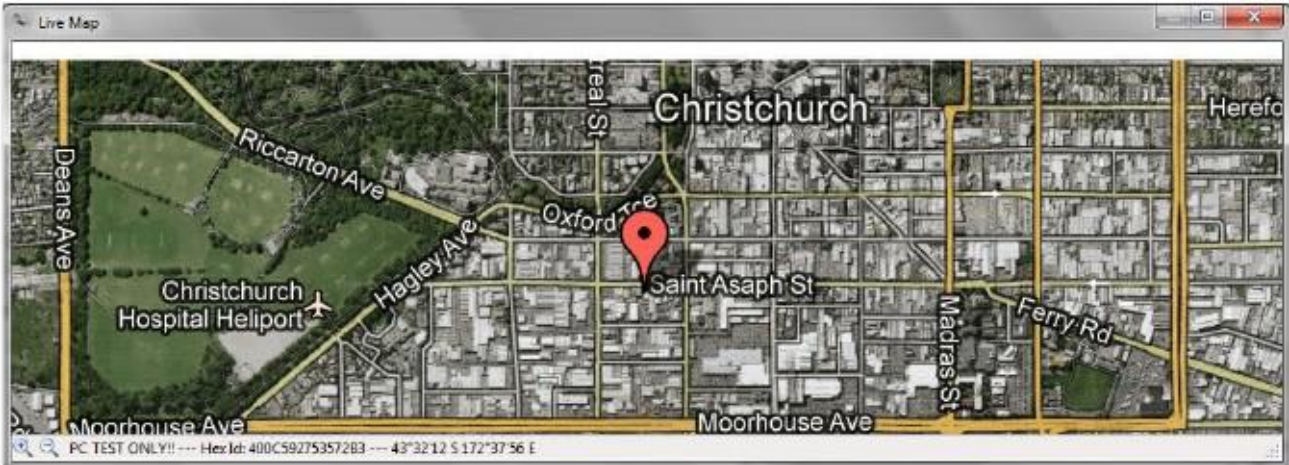 Live Map
Christchurch
Herefo
real St
Riccarton Ave
Deans Ave
Oxford Tce
Hagley Ave
Saint Asaph St
Christchurch
Hospital Heliport
Madras St
Ferry Rd
Moorhouse Ave
Moorhouse Ave
PC TEST ONLY!! --- Hex Id: 400C592753572B3 --- 43°32'12 S 172°37'56 E